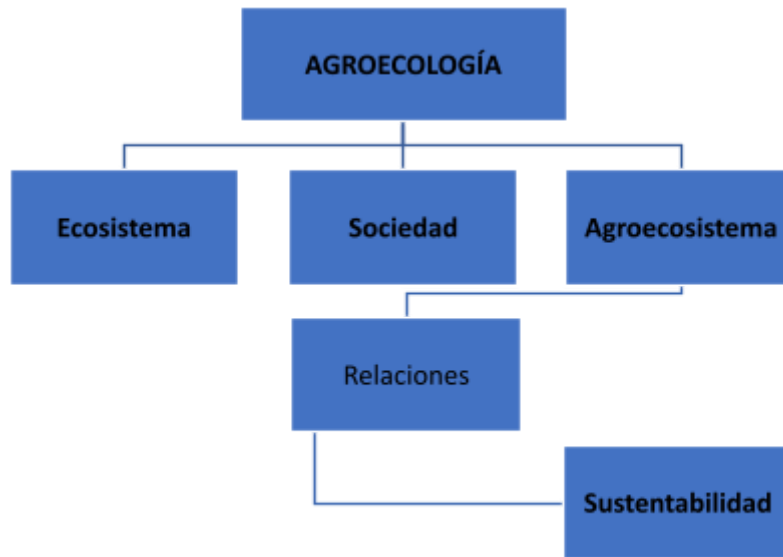 AGROECOLOGÍA
Ecosistema
Sociedad
Agroecosistema
Relaciones
Sustentabilidad